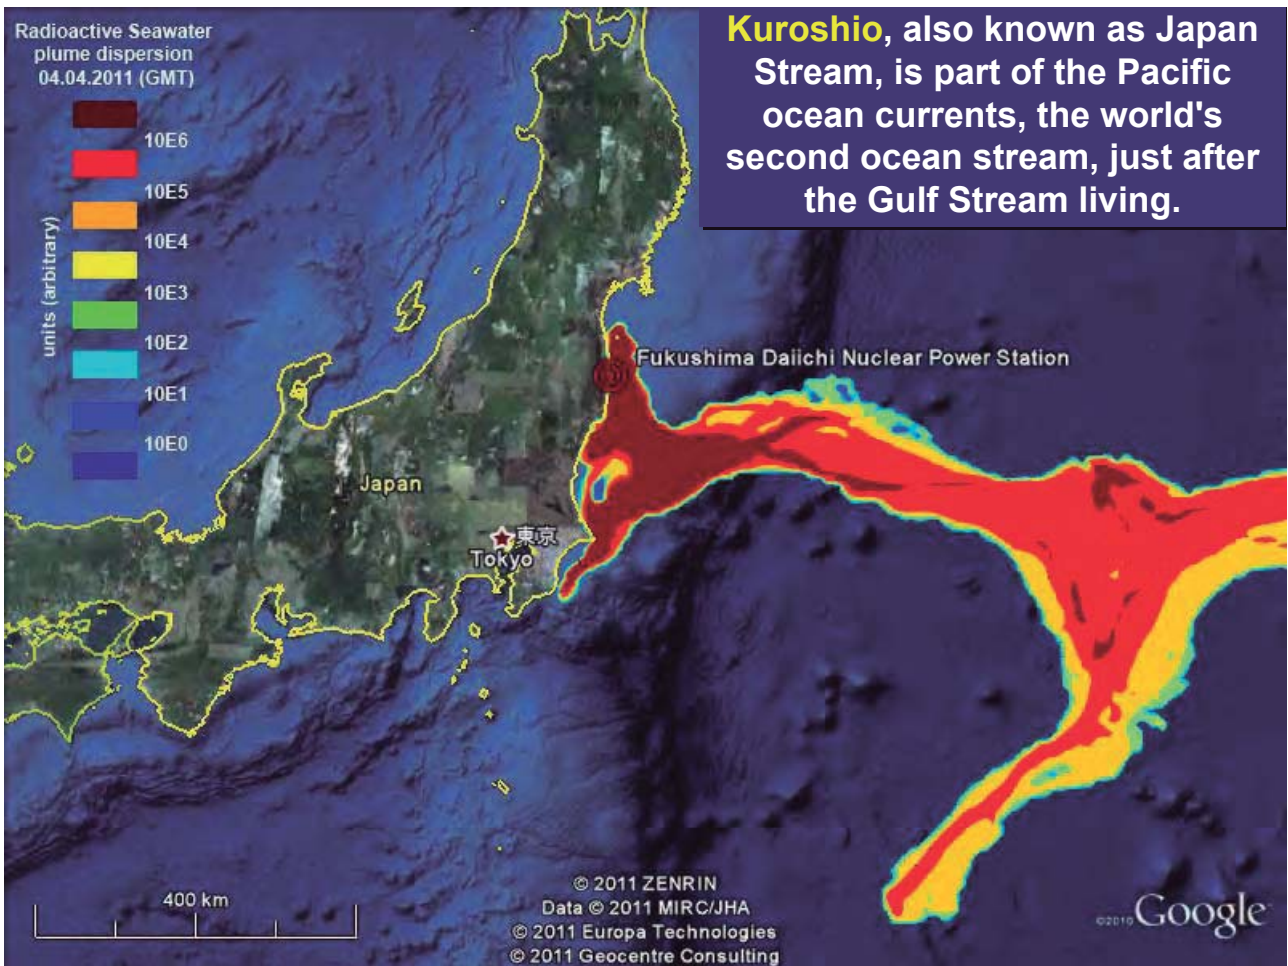 Radioactive Seawater
plume dispersion
04.04.2011 (GMT)
10E6
10E5
10E4
10E3
10E2
10E1
10E0
units (arbitrary)
Kuroshio, also known as Japan
Stream, is part of the Pacific
ocean currents, the world's
second ocean stream, just after
the Gulf Stream living.
Fukushima Daiichi Nuclear Power Station
Japan
東京
Tokyo
400 km
© 2011 ZENRIN
Data © 2011 MIRC/JHA
© 2011 Europa Technologies
© 2011 Geocentre Consulting
©2010 Google